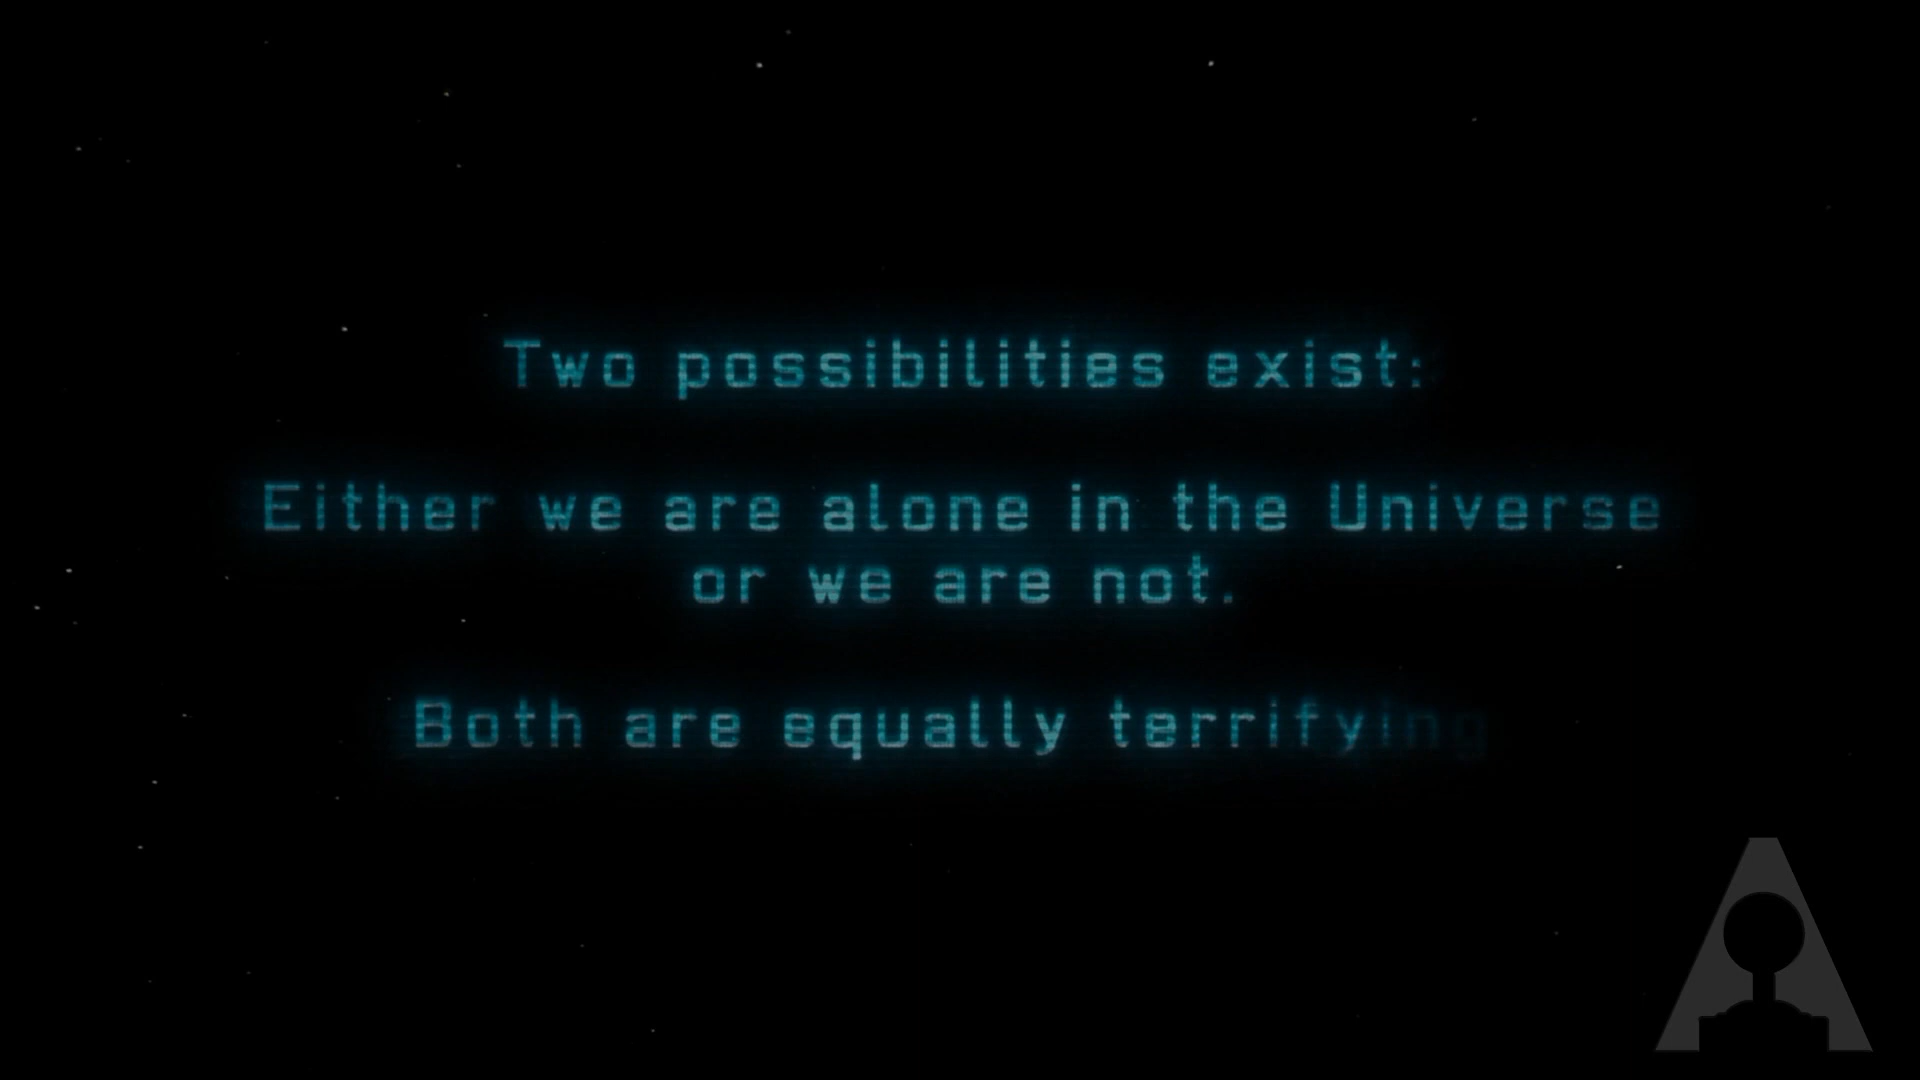 Two possibilities exist:
Either we are alone in the Universe
or we are not.
Both are equally terrifying